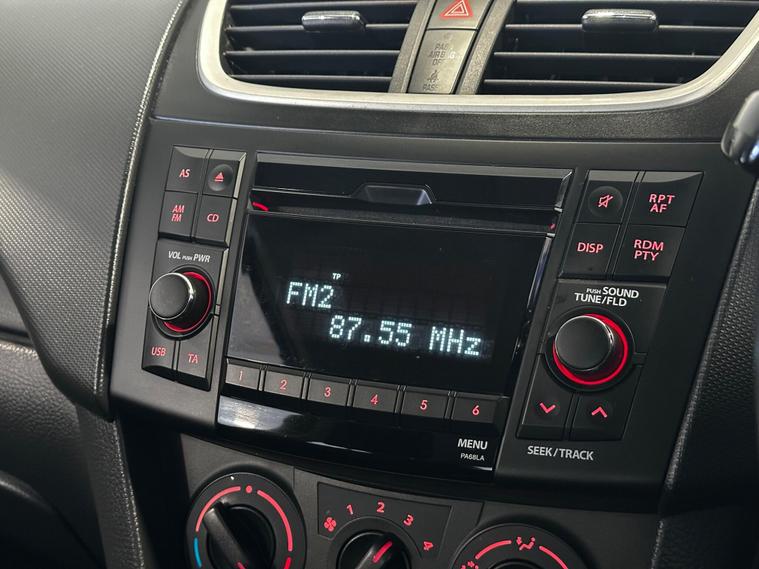 PASS
AIRBAG
OFF
AS
AM
FM
CD
VOL PUSH PWR
USB
TA
TP
FM2
87.55 MHz
1
2
3
4
5
6
MENU
PA68LA
RPT
AF
DISP
RDM
PTY
PUSH SOUND
TUNE/FLD
SEEK/TRACK
1
2
3
4